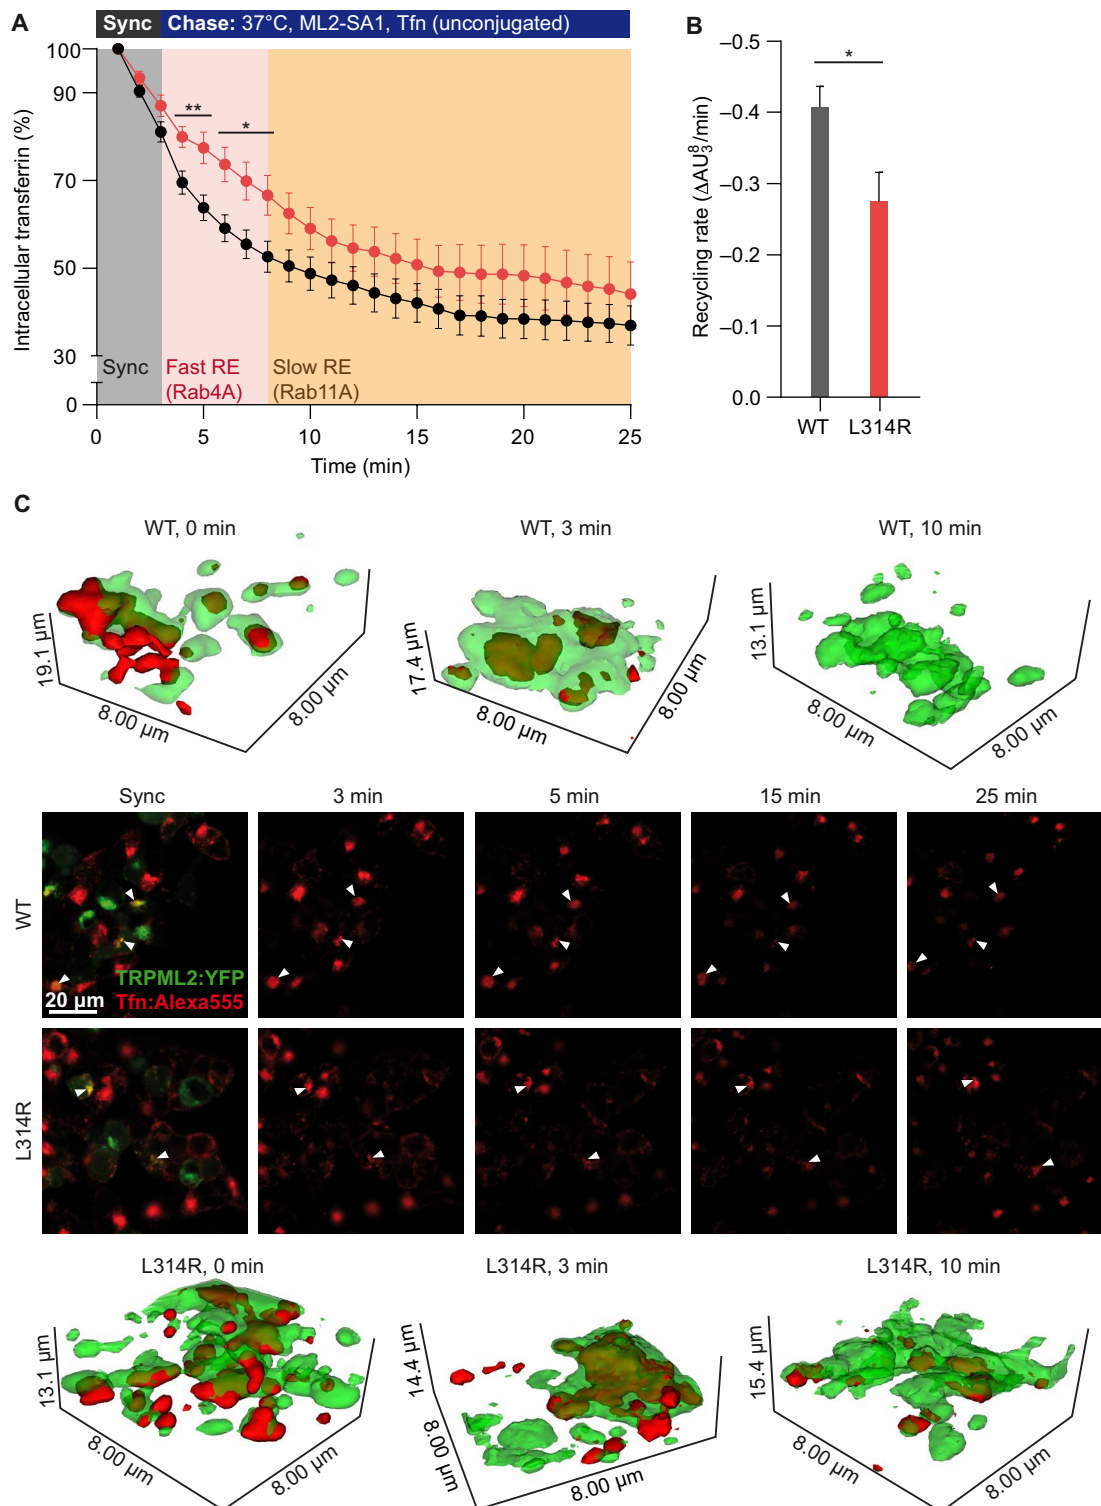 A
Sync
Chase: 37°C, ML2-SA1, Tfn (unconjugated)
Intracellular transferrin (%)
100
90
70
50
30
0
**
*
Sync
Fast RE
(Rab4A)
Slow RE
(Rab11A)
0
5
10
15
20
25
Time (min)
B
Recycling rate (ΔAU₃⁸/min)
–0.5
–0.4
–0.3
–0.2
–0.1
0.0
*
WT
L314R
C
WT, 0 min
19.1 µm
8.00 µm
8.00 µm
WT, 3 min
17.4 µm
8.00 µm
8.00 µm
WT, 10 min
13.1 µm
8.00 µm
8.00 µm
Sync
3 min
5 min
15 min
25 min
WT
TRPML2:YFP
20 µm
Tfn:Alexa555
L314R
L314R, 0 min
13.1 µm
8.00 µm
8.00 µm
L314R, 3 min
14.4 µm
8.00 µm
8.00 µm
L314R, 10 min
15.4 µm
8.00 µm
8.00 µm